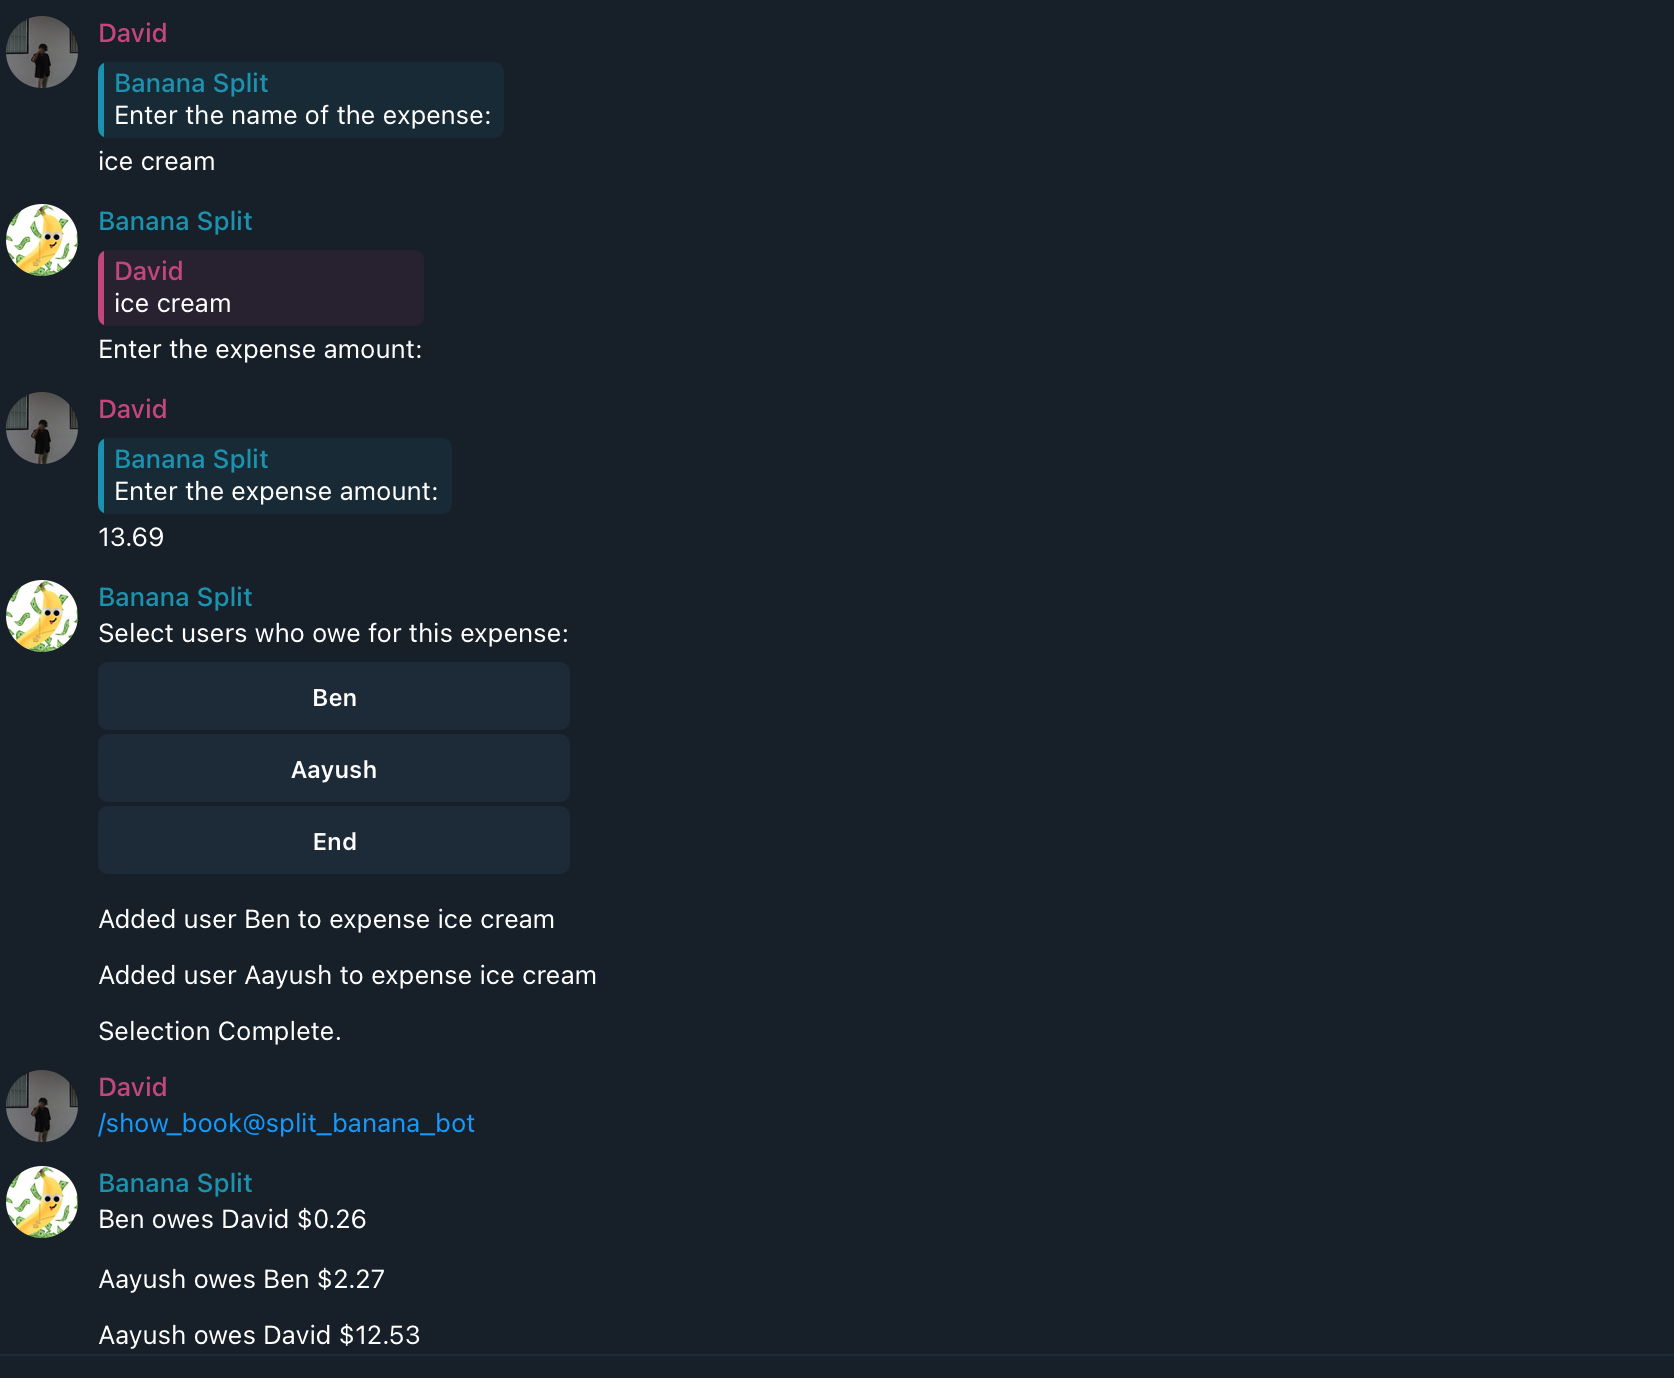 David
Banana Split
Enter the name of the expense:
ice cream
Banana Split
David
ice cream
Enter the expense amount:
David
Banana Split
Enter the expense amount:
13.69
Banana Split
Select users who owe for this expense:
Ben
Aayush
End
Added user Ben to expense ice cream
Added user Aayush to expense ice cream
Selection Complete.
David
/show_book@split_banana_bot
Banana Split
Ben owes David $0.26
Aayush owes Ben $2.27
Aayush owes David $12.53